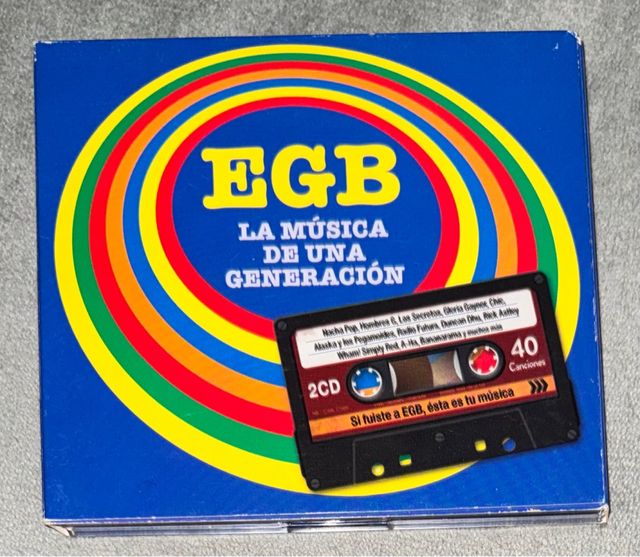 EGB
LA MÚSICA
DE UNA
GENERACIÓN
Nacha Pop, Hombres G, Los Secretos, Gloria Gaynor, Chic,
Alaska y los Pegamoides, Radio Futura, Duncan Dhu, Rick Astley
Wham! Simply Red, A-Ha, Bananarama y muchos más
2CD
40
Canciones
Si fuiste a EGB, ésta es tu música